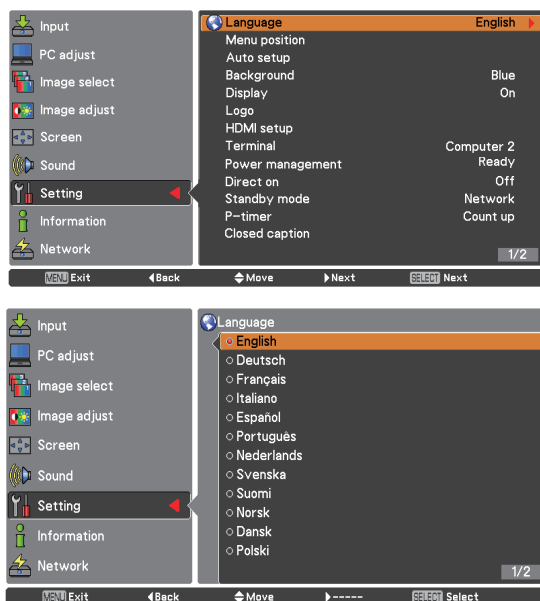 Input
PC adjust
Image select
Image adjust
Screen
Sound
Setting
Information
Network
Language English
Menu position
Auto setup
Background Blue
Display On
Logo
HDMI setup
Terminal Computer 2
Power management Ready
Direct on Off
Standby mode Network
P-timer Count up
Closed caption
1/2
MENU Exit Back Move Next SELECT Next
Input
PC adjust
Image select
Image adjust
Screen
Sound
Setting
Information
Network
Language
English
Deutsch
Français
Italiano
Español
Português
Nederlands
Svenska
Suomi
Norsk
Dansk
Polski
1/2
MENU Exit Back Move ----- SELECT Select